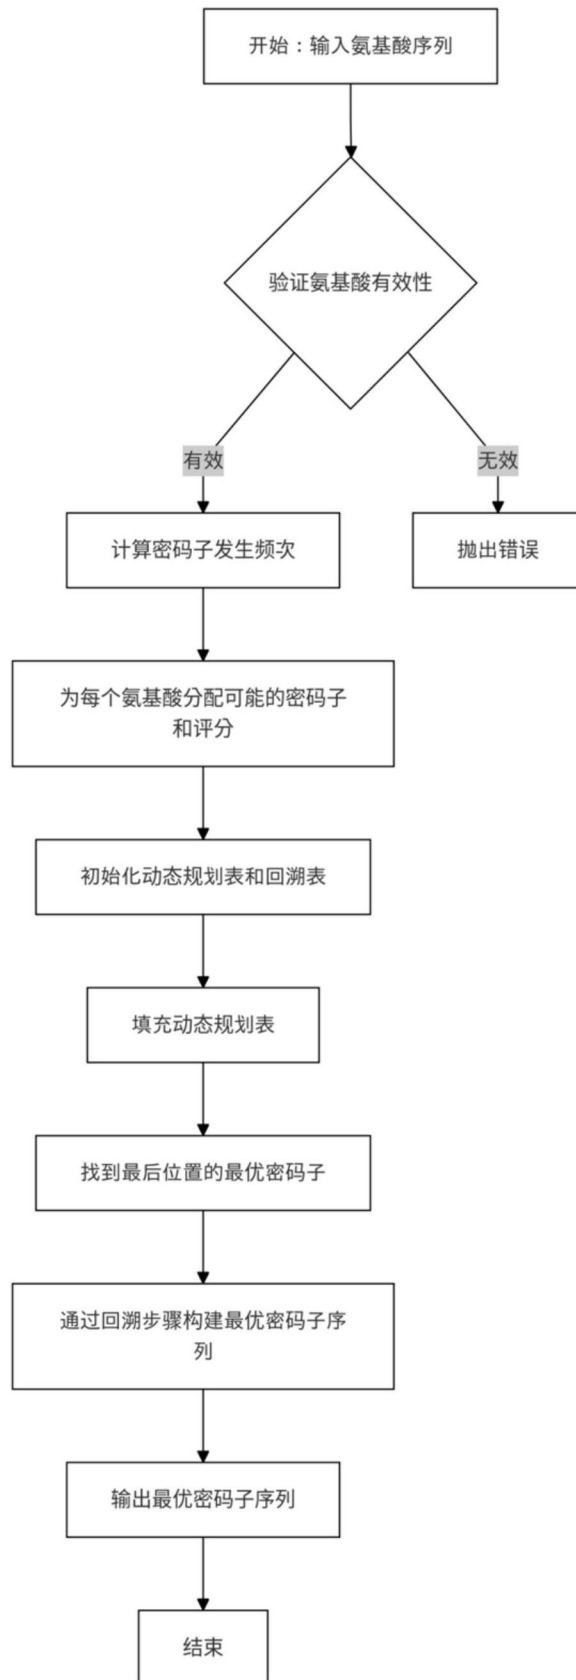 开始：输入氨基酸序列
验证氨基酸有效性
有效
无效
计算密码子发生频次
抛出错误
为每个氨基酸分配可能的密码子
和评分
初始化动态规划表和回溯表
填充动态规划表
找到最后位置的最优密码子
通过回溯步骤构建最优密码子序
列
输出最优密码子序列
结束